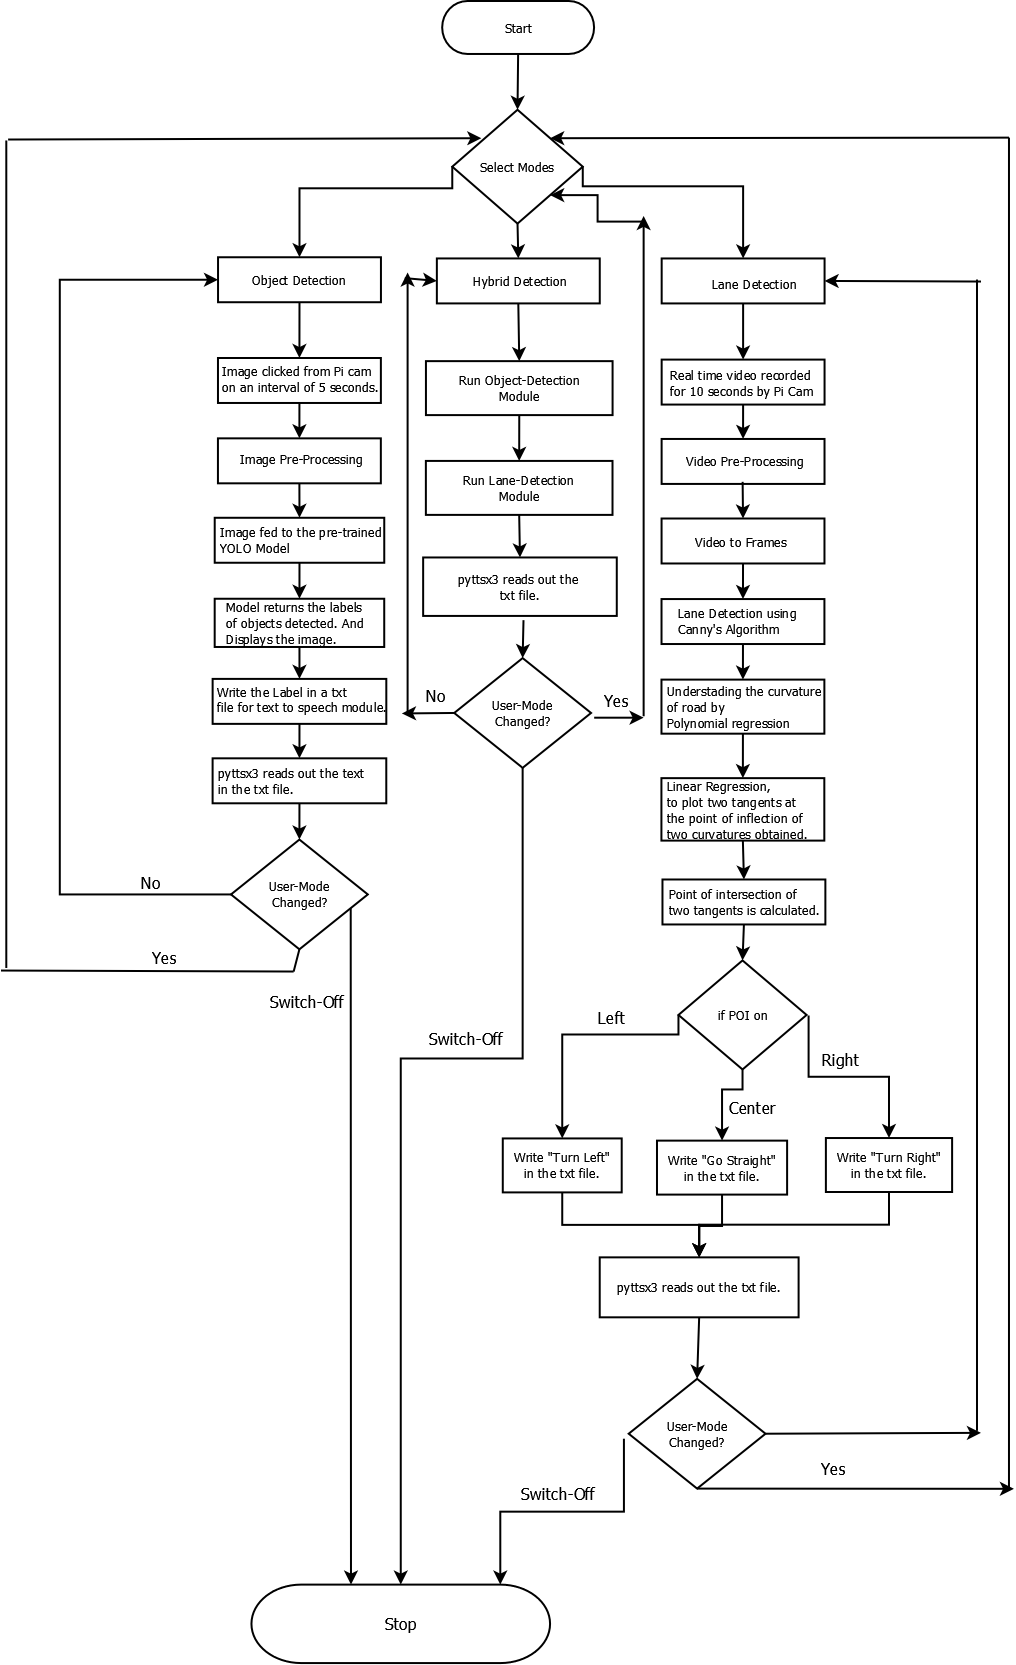 Start
Select Modes
Object Detection
Image clicked from Pi cam
on an interval of 5 seconds.
Image Pre-Processing
Image fed to the pre-trained
YOLO Model
Model returns the labels
of objects detected. And
Displays the image.
Write the Label in a txt
file for text to speech module.
pyttsx3 reads out the text
in the txt file.
User-Mode
Changed?
No
Yes
Switch-Off
Hybrid Detection
Run Object-Detection
Module
Run Lane-Detection
Module
pyttsx3 reads out the
txt file.
User-Mode
Changed?
No
Yes
Switch-Off
Lane Detection
Real time video recorded
for 10 seconds by Pi Cam
Video Pre-Processing
Video to Frames
Lane Detection using
Canny's Algorithm
Understading the curvature
of road by
Polynomial regression
Linear Regression,
to plot two tangents at
the point of inflection of
two curvatures obtained.
Point of intersection of
two tangents is calculated.
if POI on
Left
Center
Right
Write "Turn Left"
in the txt file.
Write "Go Straight"
in the txt file.
Write "Turn Right"
in the txt file.
pyttsx3 reads out the txt file.
User-Mode
Changed?
Yes
Switch-Off
Stop